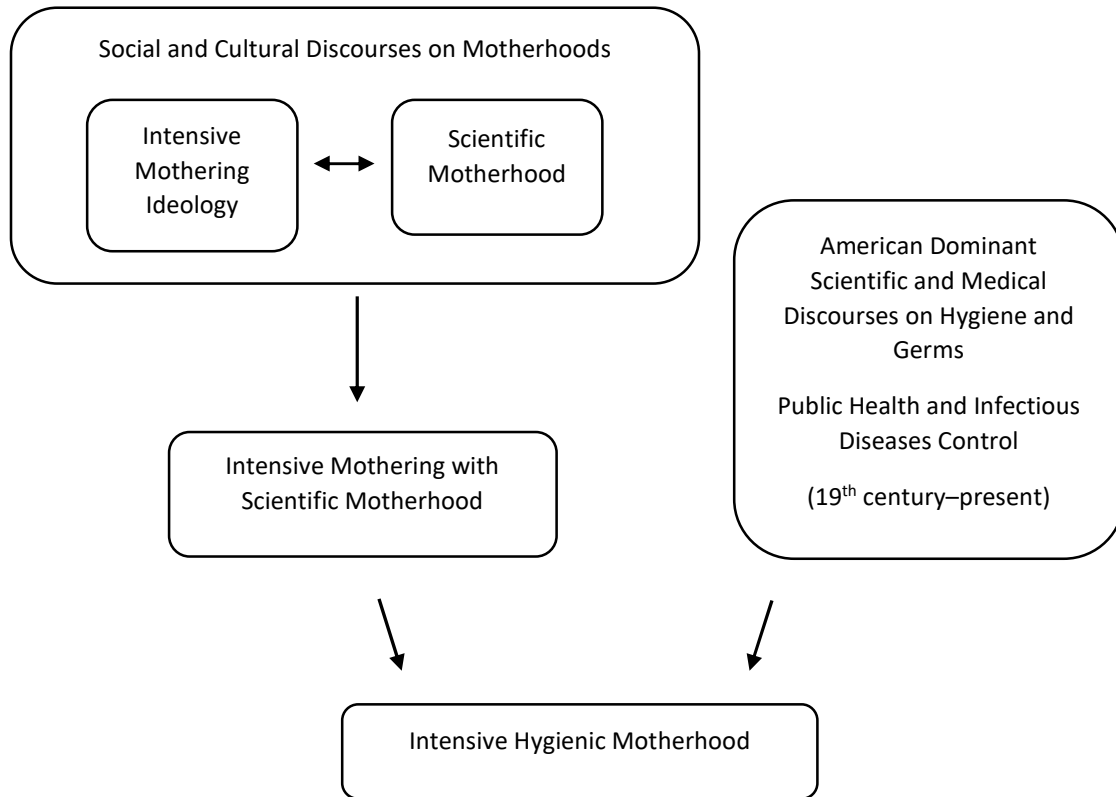 Social and Cultural Discourses on Motherhoods
Intensive
Mothering
Ideology
Scientific
Motherhood
American Dominant
Scientific and Medical
Discourses on Hygiene and
Germs
Public Health and Infectious
Diseases Control
(19th century–present)
Intensive Mothering with
Scientific Motherhood
Intensive Hygienic Motherhood